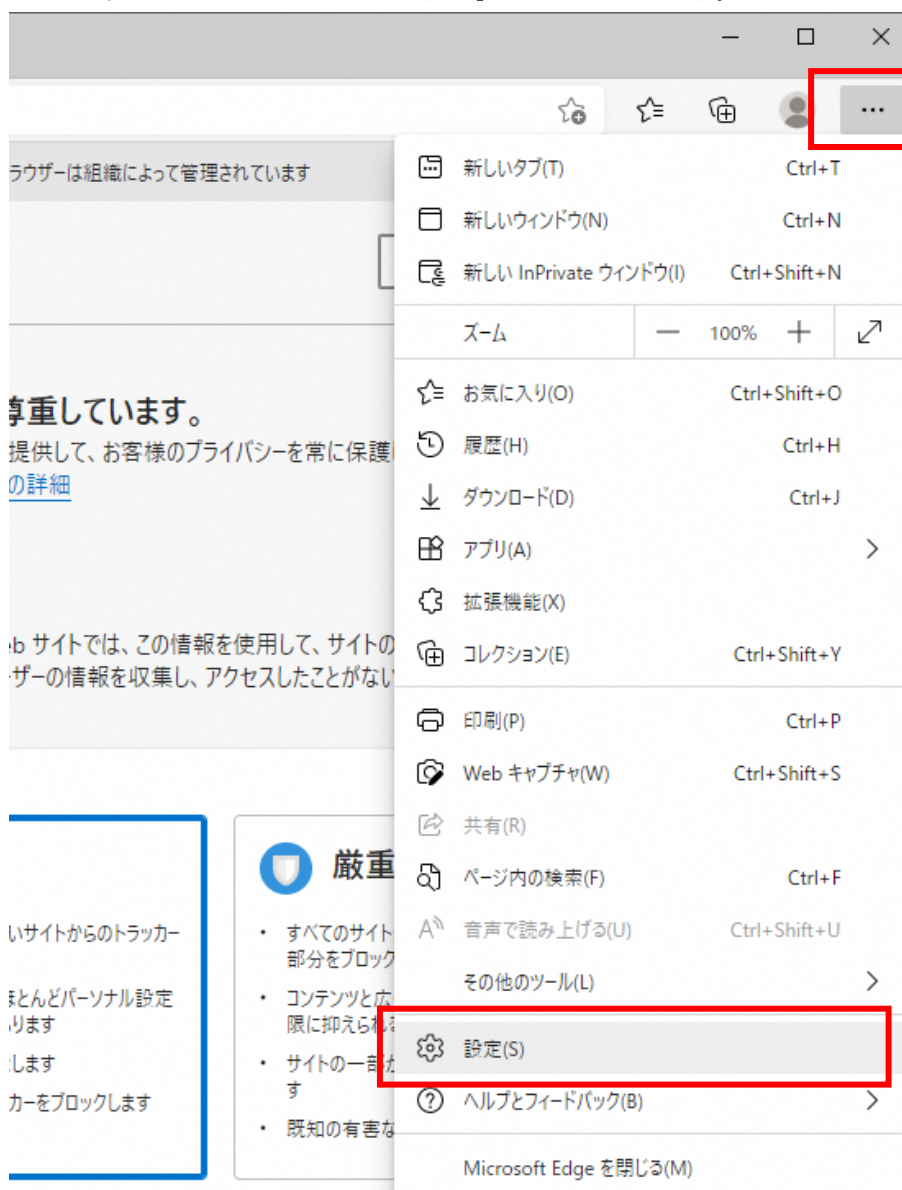 ラウザーは組織によって管理されています
尊重しています。
提供して、お客様のプライバシーを常に保護
の詳細
eb サイトでは、この情報を使用して、サイトの
ーザーの情報を収集し、アクセスしたことがない
いサイトからのトラッカー
ほとんどパーソナル設定
ります
します
カーをブロックします
厳重
・ すべてのサイト
部分をブロック
・ コンテンツと広
限に抑えられる
・ サイトの一部が
す
・ 既知の有害な
新しいタブ(T) Ctrl+T
新しいウィンドウ(N) Ctrl+N
新しい InPrivate ウィンドウ(I) Ctrl+Shift+N
ズーム — 100% +
お気に入り(O) Ctrl+Shift+O
履歴(H) Ctrl+H
ダウンロード(D) Ctrl+J
アプリ(A)
拡張機能(X)
コレクション(E) Ctrl+Shift+Y
印刷(P) Ctrl+P
Web キャプチャ(W) Ctrl+Shift+S
共有(R)
ページ内の検索(F) Ctrl+F
音声で読み上げる(U) Ctrl+Shift+U
その他のツール(L)
設定(S)
ヘルプとフィードバック(B)
Microsoft Edge を閉じる(M)